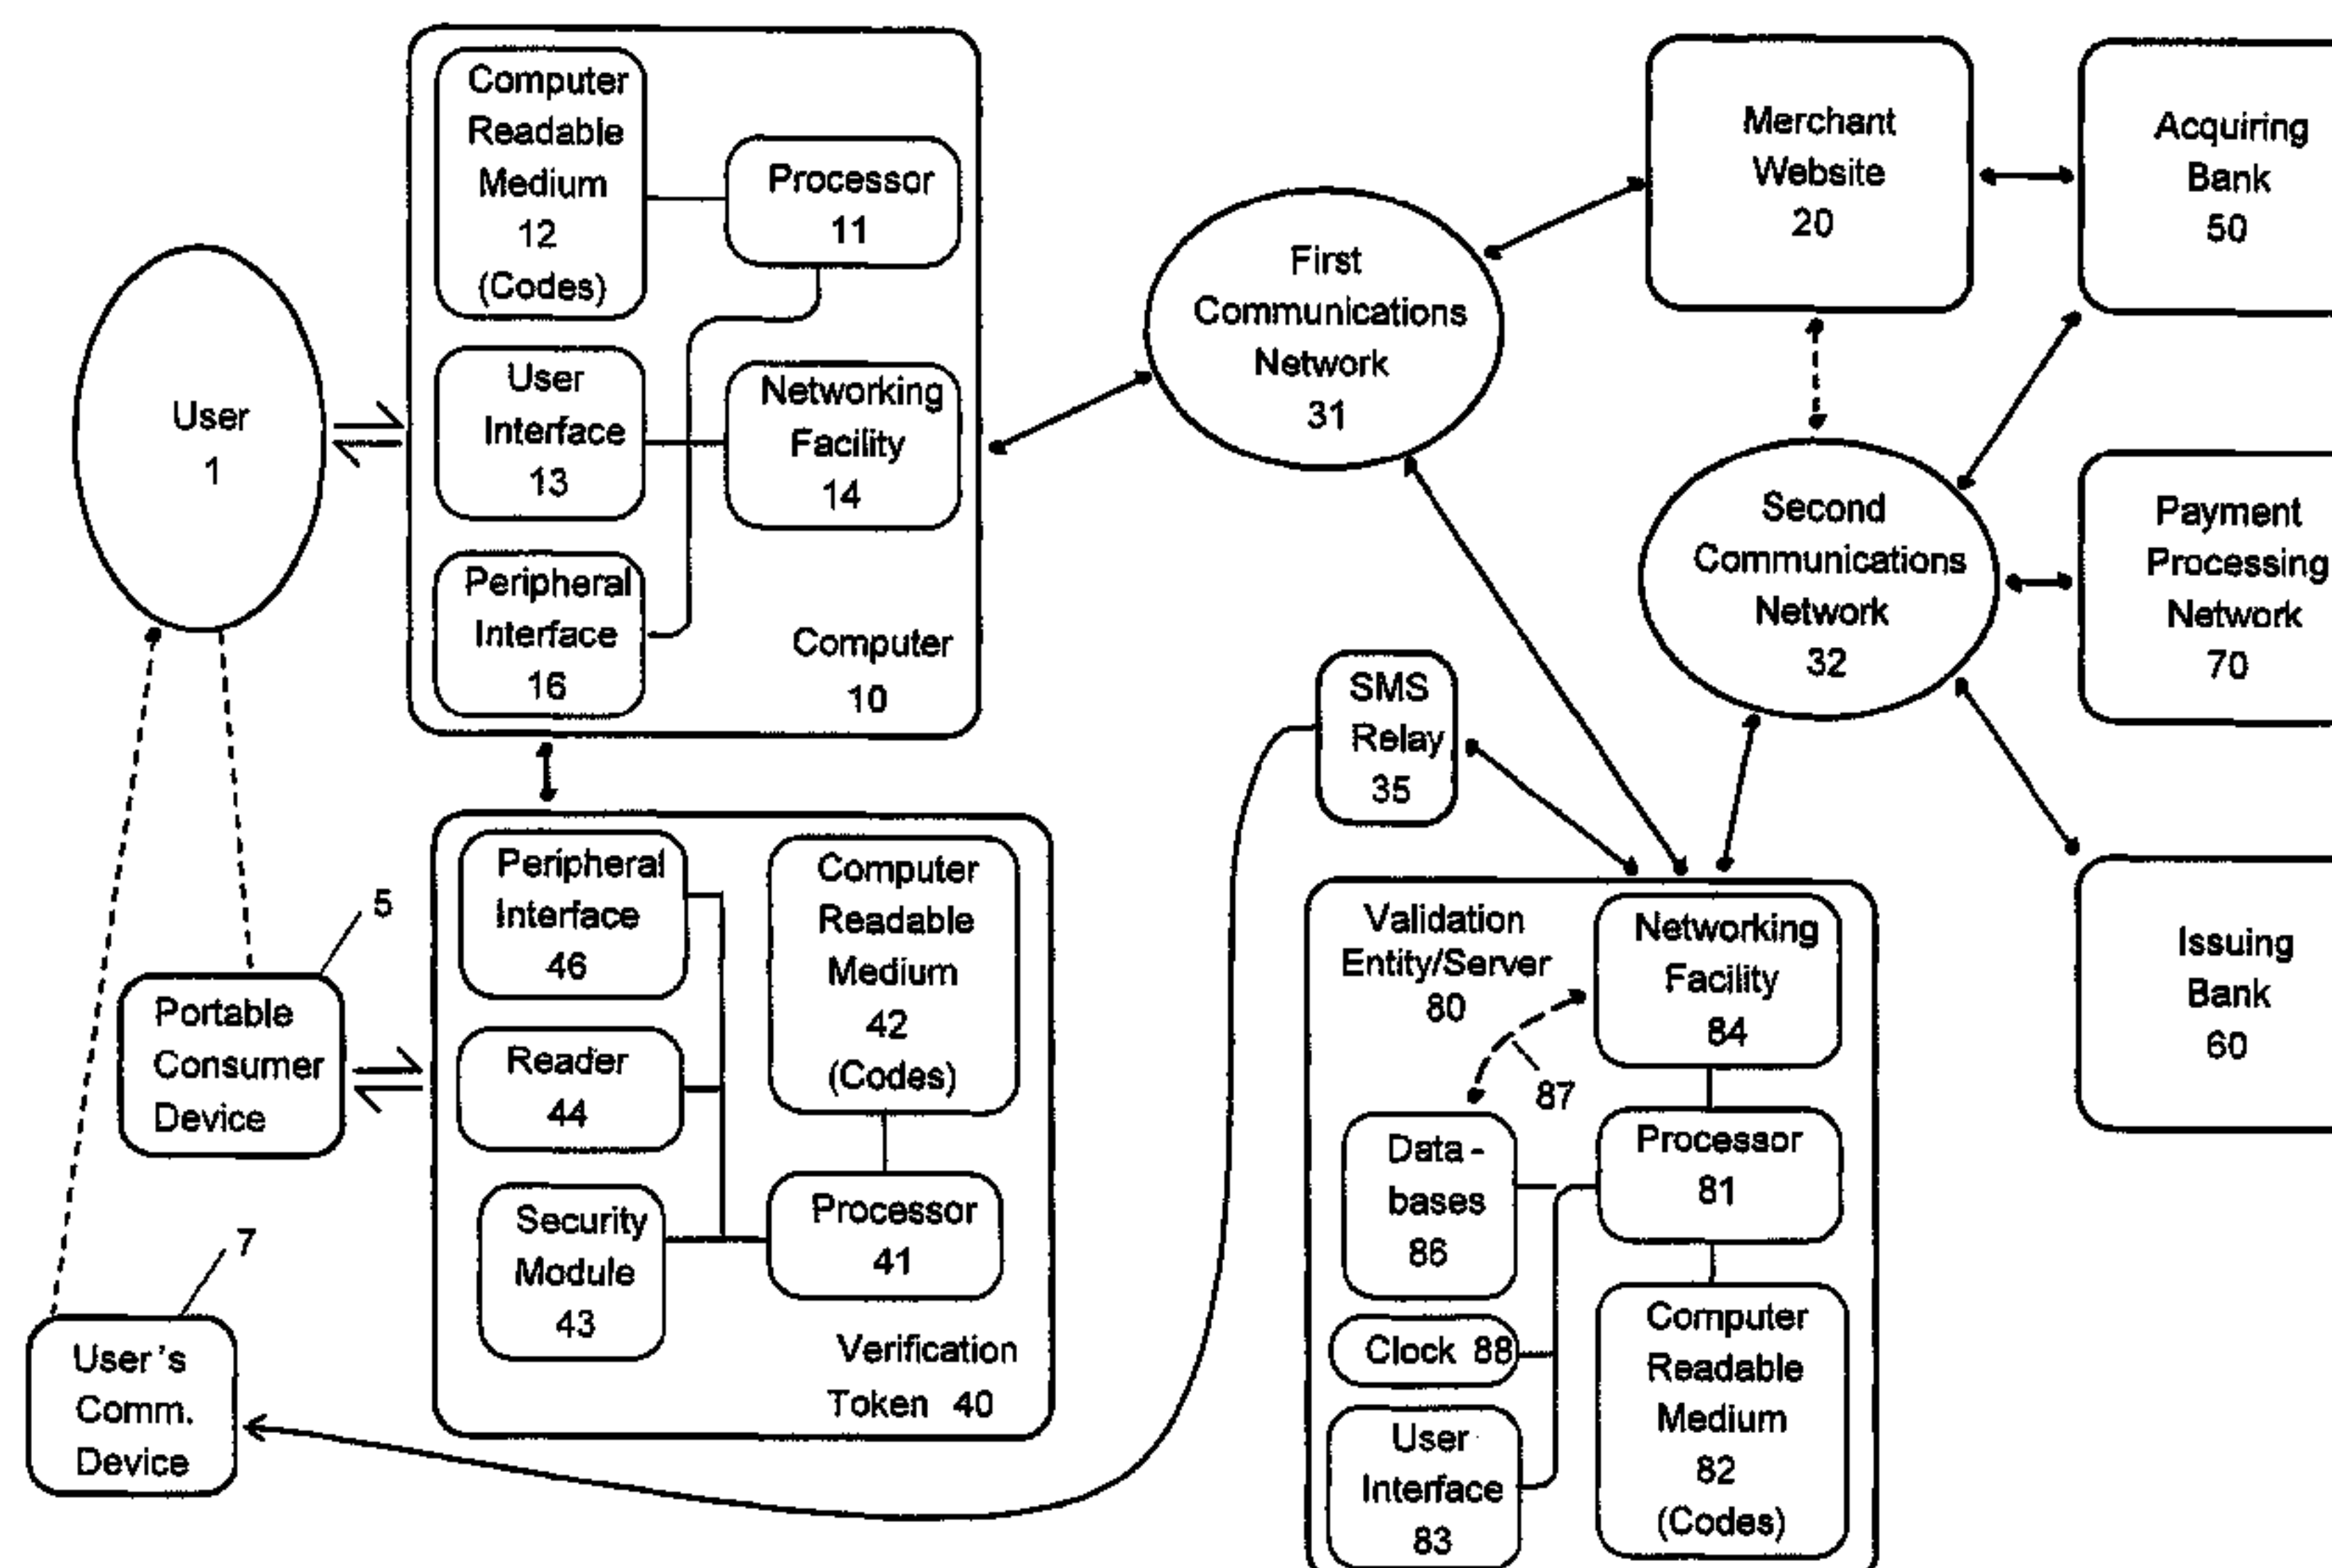 Computer
Readable
Medium
12
(Codes)
Processor
11
User
Interface
13
Networking
Facility
14
Peripheral
Interface
16
Computer
10
User
1
First
Communications
Network
31
Merchant
Website
20
Acquiring
Bank
50
Second
Communications
Network
32
Payment
Processing
Network
70
SMS
Relay
35
Issuing
Bank
60
5
Portable
Consumer
Device
7
User's
Comm.
Device
Peripheral
Interface
46
Computer
Readable
Medium
42
(Codes)
Reader
44
Security
Module
43
Processor
41
Verification
Token 40
Validation
Entity/Server
80
Networking
Facility
84
87
Data-
bases
86
Processor
81
Clock 88
User
Interface
83
Computer
Readable
Medium
82
(Codes)